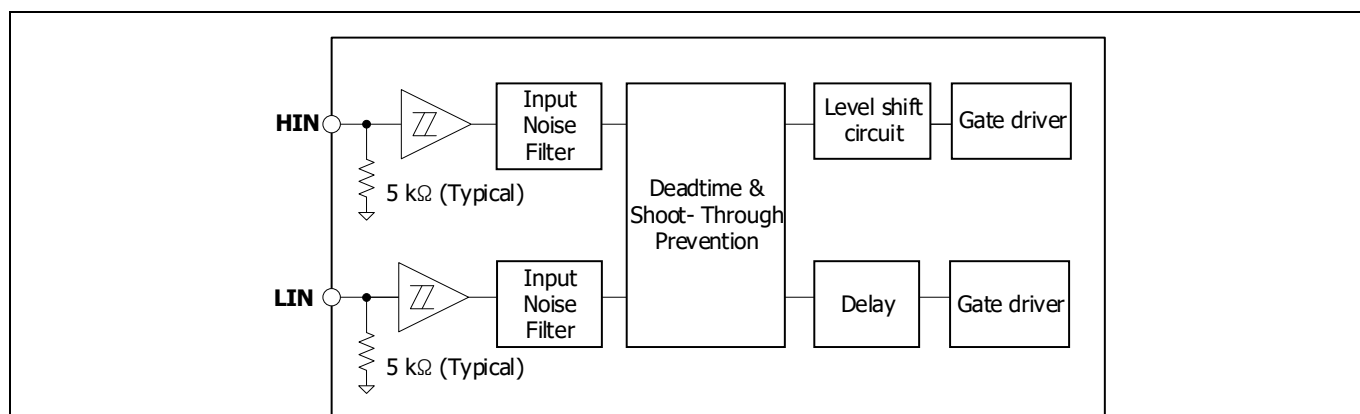 HIN
5 kΩ (Typical)
Input
Noise
Filter
Deadtime &
Shoot- Through
Prevention
Level shift
circuit
Gate driver
LIN
5 kΩ (Typical)
Input
Noise
Filter
Delay
Gate driver